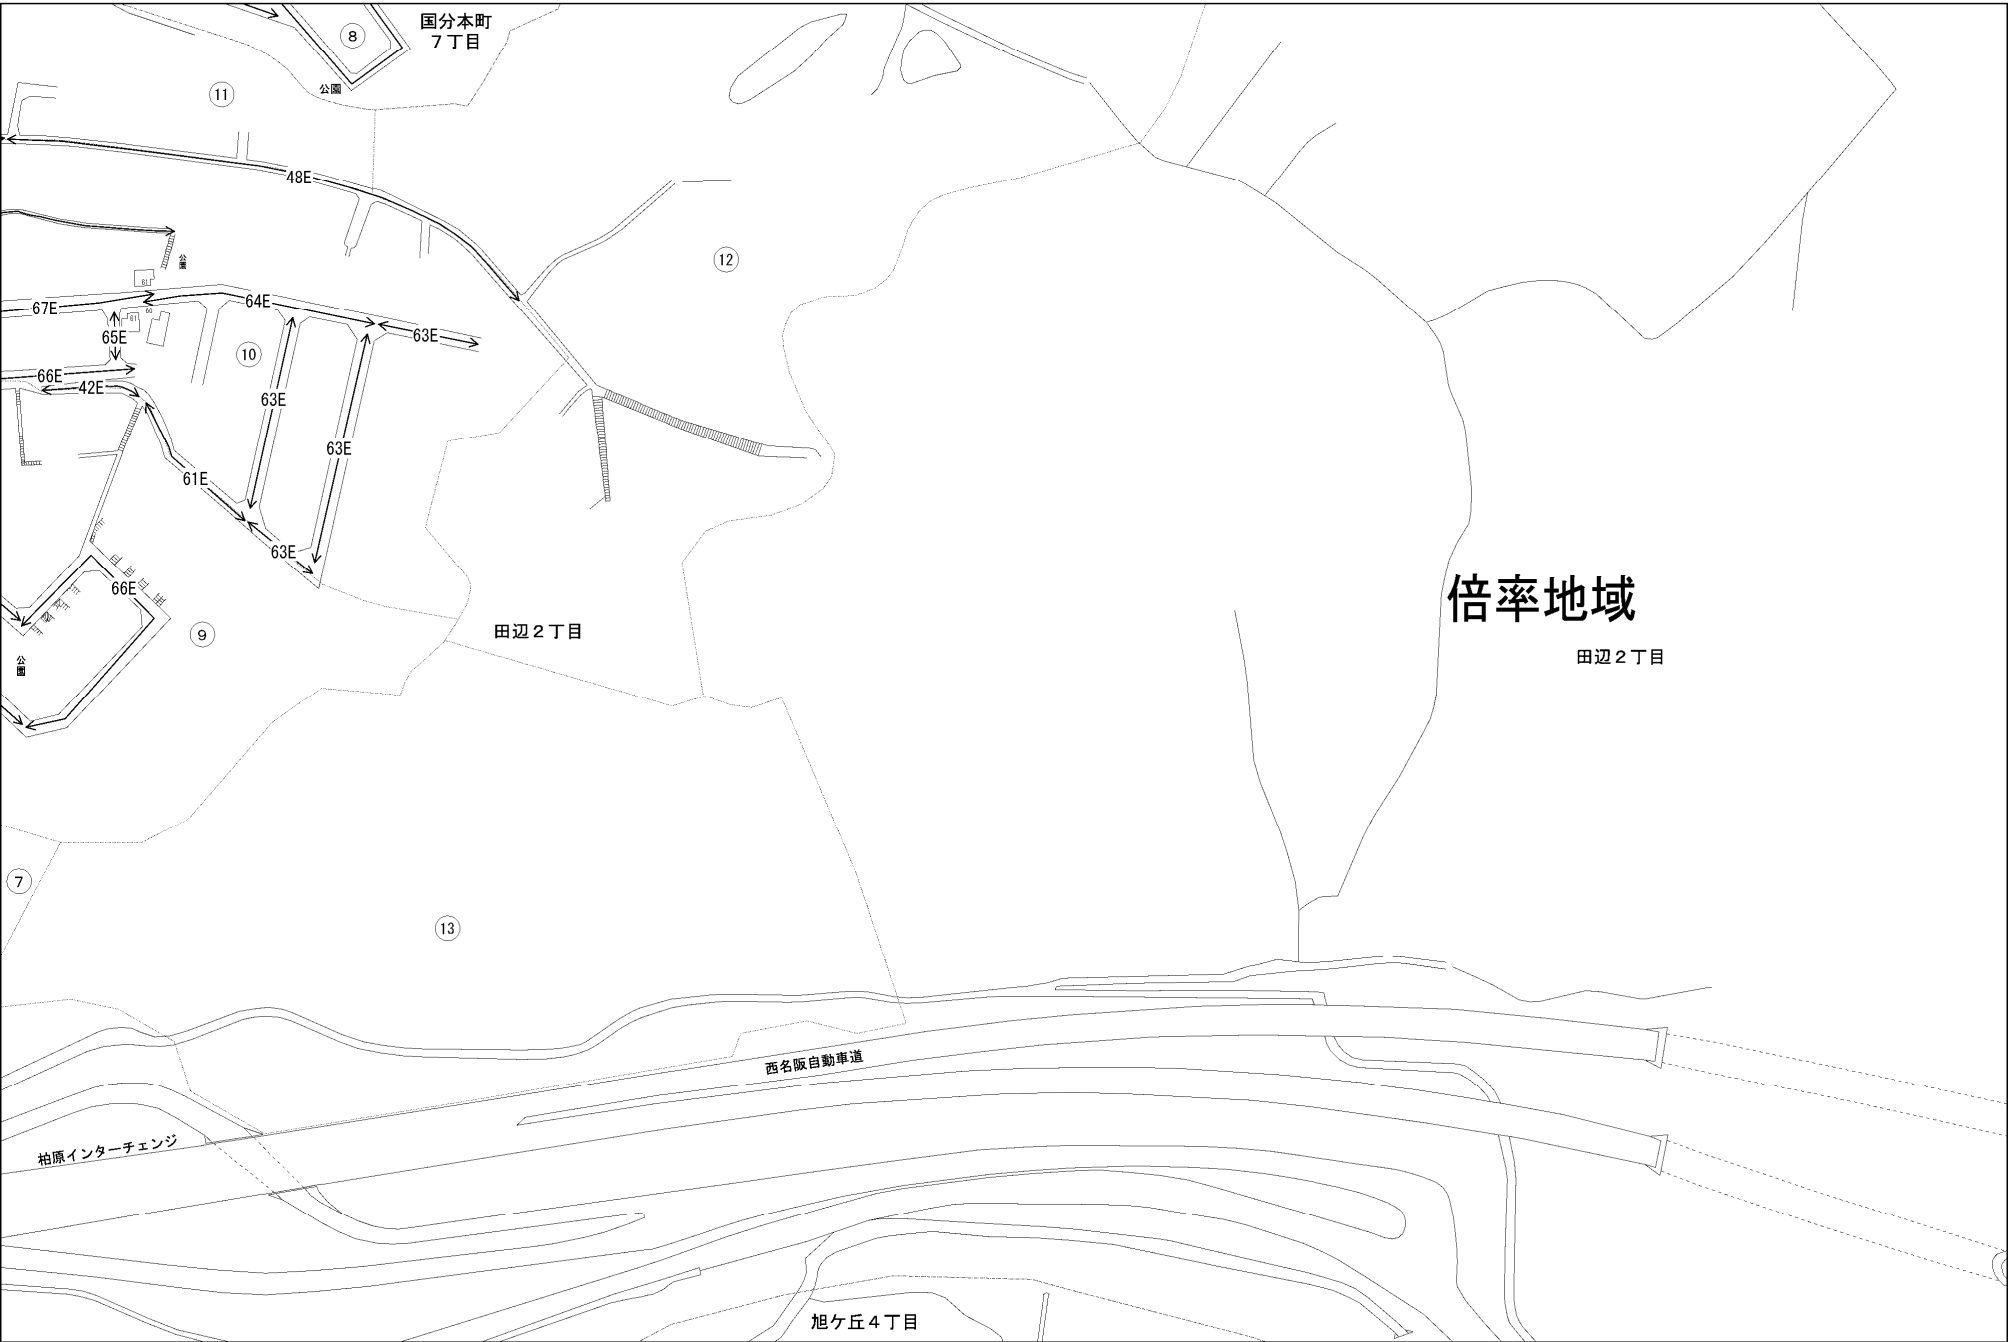 ⑧
国分本町
７丁目
公園
⑪
48E
公園
⑫
61
67E
64E
60
61
65E
63E
⑩
66E
42E
63E
63E
61E
63E
66E
倍率地域
⑨
田辺２丁目
公園
田辺２丁目
⑦
⑬
西名阪自動車道
柏原インターチェンジ
旭ケ丘４丁目